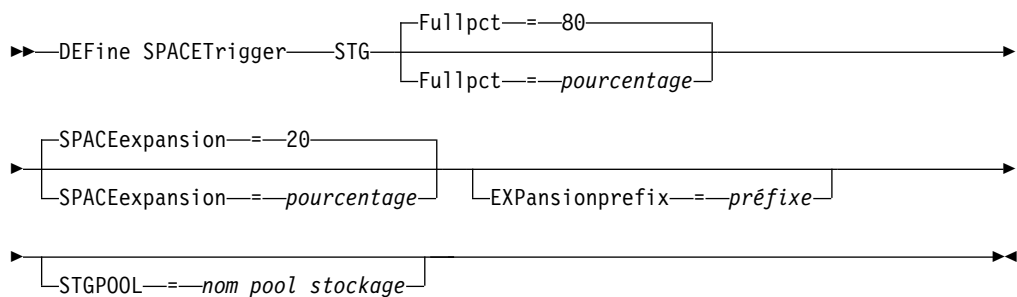 Fullpct = 80
DEFine SPACETrigger STG
Fullpct = pourcentage
SPACEexpansion = 20
SPACEexpansion = pourcentage
EXPansionprefix = préfixe
STGPOOL = nom pool stockage